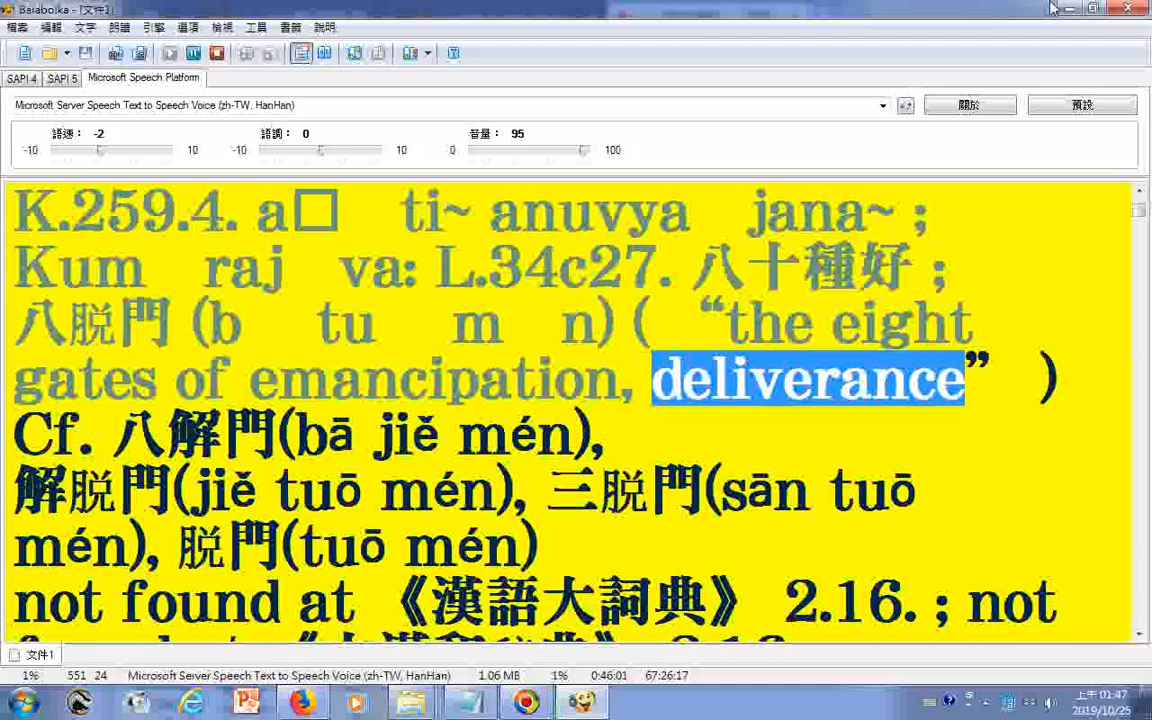 Balabolka - [文件1]
檔案 編輯 文字 朗讀 引擎 選項 檢視 工具 書籤 說明
SAPI 4 SAPI 5 Microsoft Speech Platform
Microsoft Server Speech Text to Speech Voice (zh-TW, HanHan) 關於 預設
語速： -2 語調： 0 音量： 95
-10 10 -10 10 0 100
K.259.4. a□ ti~ anuvya jana~ ;
Kum raj va: L.34c27. 八十種好 ;
八脱門 (b tu m n) ( “the eight
gates of emancipation, deliverance” )
Cf. 八解門(bā jiě mén),
解脱門(jiě tuō mén), 三脱門(sān tuō
mén), 脱門(tuō mén)
not found at 《漢語大詞典》 2.16. ; not
文件1
1% 551 24 Microsoft Server Speech Text to Speech Voice (zh-TW, HanHan) 1.06 MB 1% 0:46:01 67:26:17
上午 01:47
2019/10/25